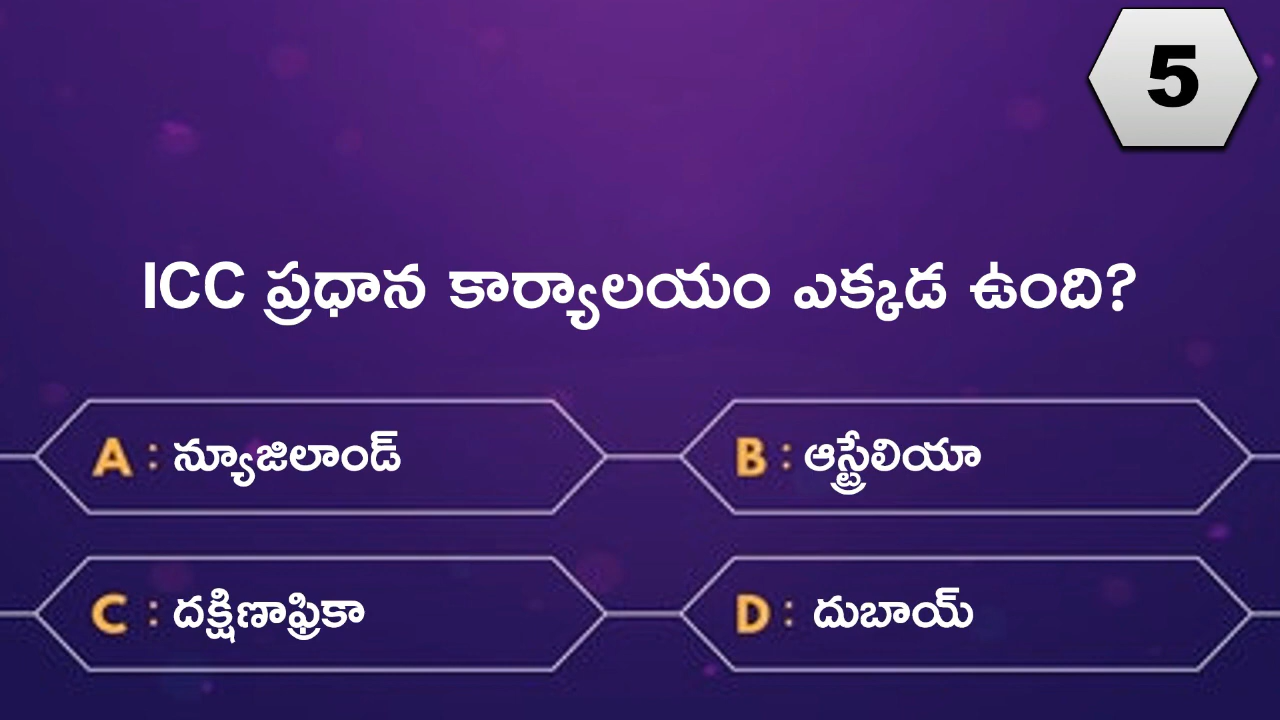 5
ICC ప్రధాన కార్యాలయం ఎక్కడ ఉంది?
A : న్యూజిలాండ్
B : ఆస్ట్రేలియా
C : దక్షిణాఫ్రికా
D : దుబాయ్